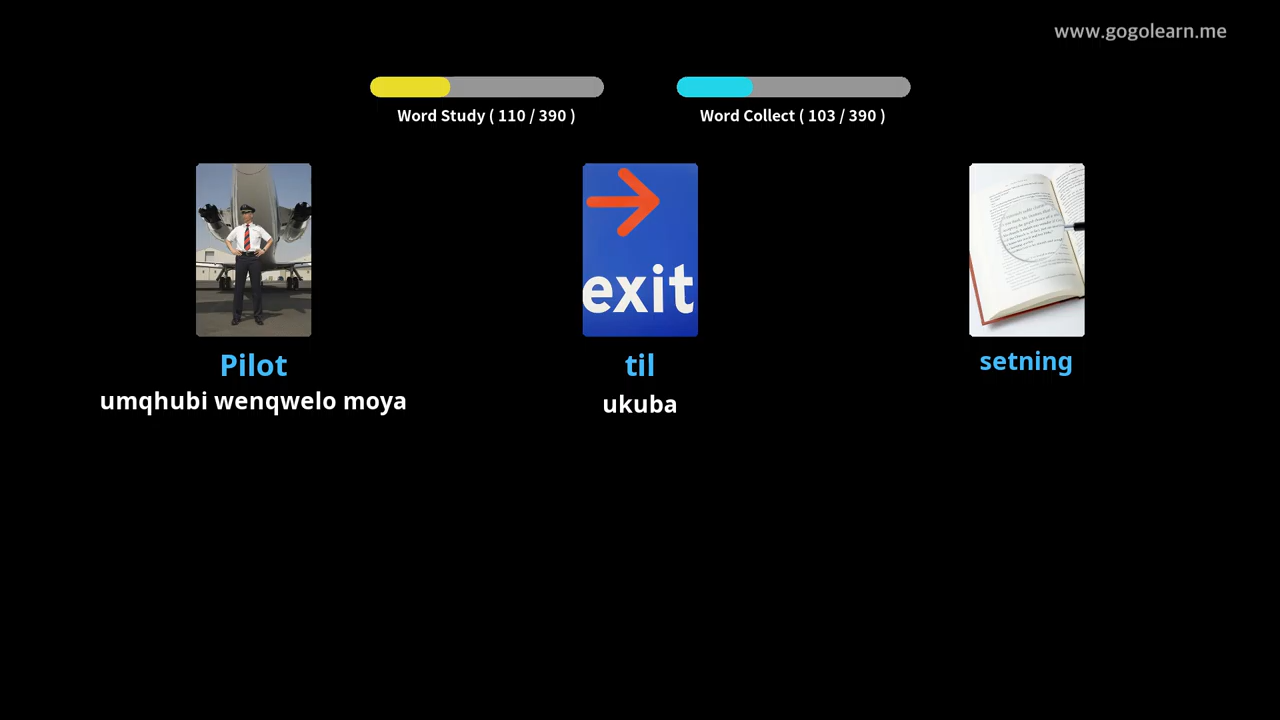 www.gogolearn.me
Word Study ( 110 / 390 )
Word Collect ( 103 / 390 )
exit
Pilot
umqhubi wenqwelo moya
til
ukuba
setning